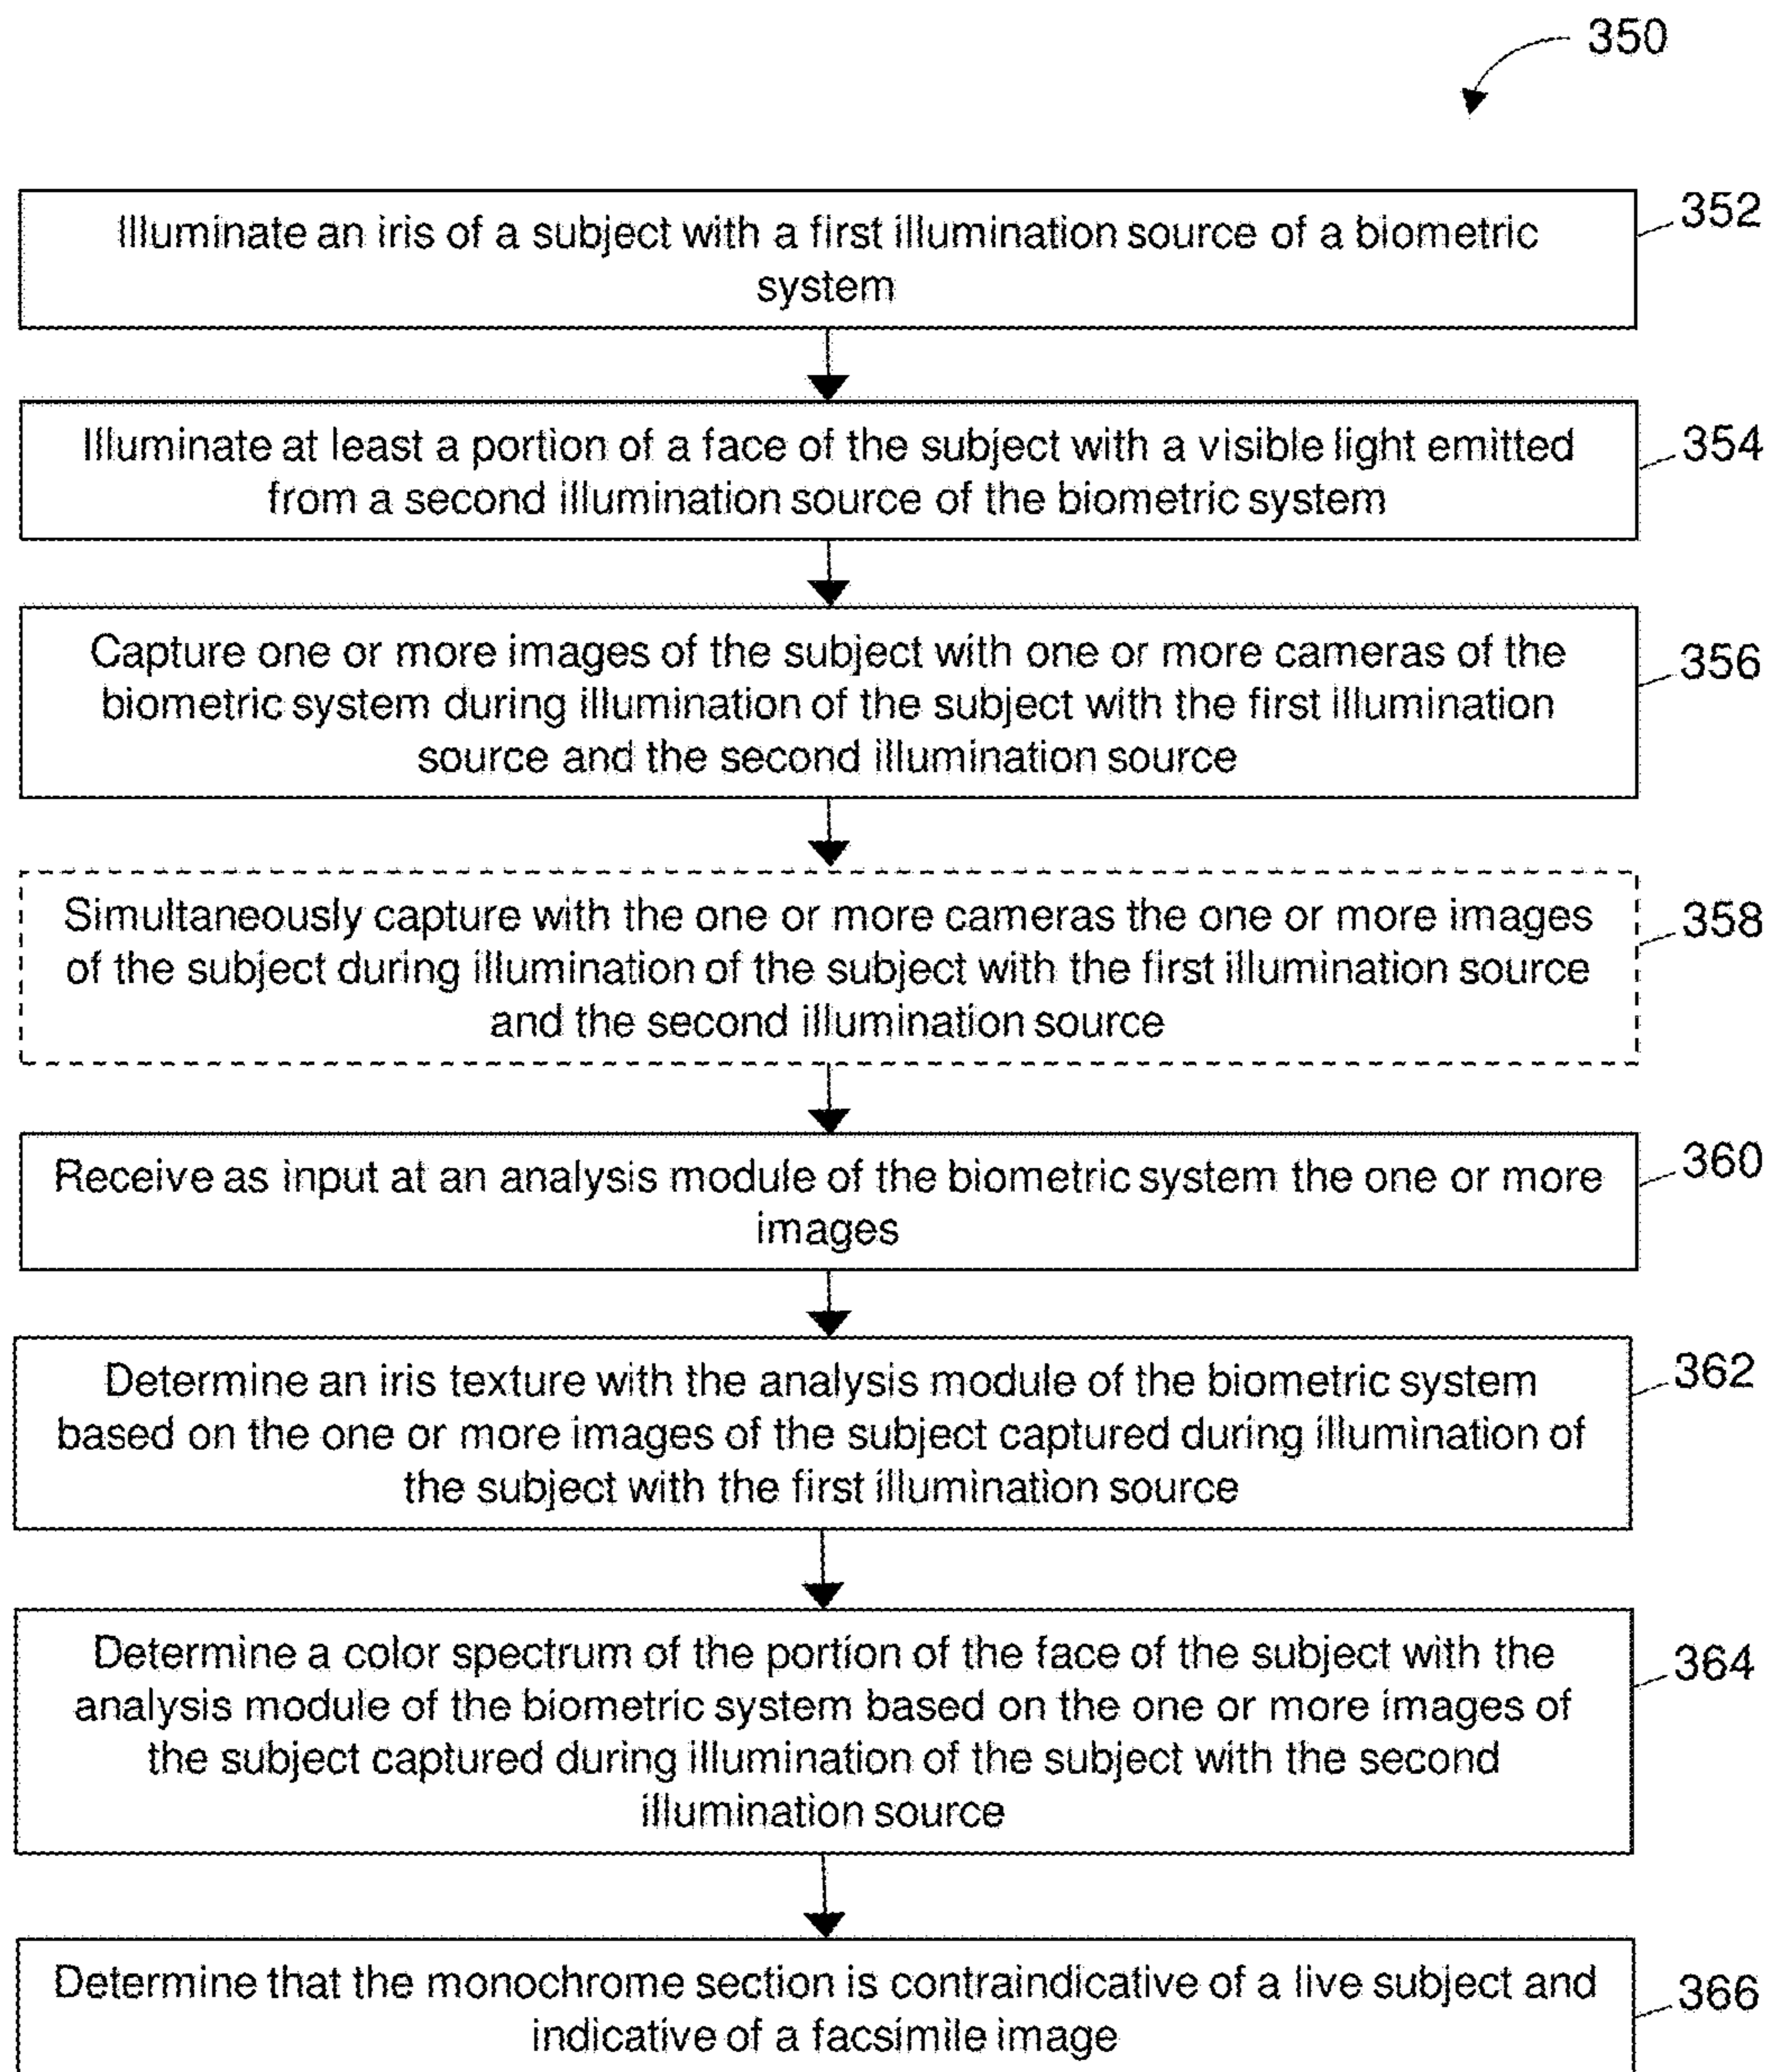 350
Illuminate an iris of a subject with a first illumination source of a biometric
system
352
Illuminate at least a portion of a face of the subject with a visible light emitted
from a second illumination source of the biometric system
354
Capture one or more images of the subject with one or more cameras of the
biometric system during illumination of the subject with the first illumination
source and the second illumination source
356
Simultaneously capture with the one or more cameras the one or more images
of the subject during illumination of the subject with the first illumination source
and the second illumination source
358
Receive as input at an analysis module of the biometric system the one or more
images
360
Determine an iris texture with the analysis module of the biometric system
based on the one or more images of the subject captured during illumination of
the subject with the first illumination source
362
Determine a color spectrum of the portion of the face of the subject with the
analysis module of the biometric system based on the one or more images of
the subject captured during illumination of the subject with the second
illumination source
364
Determine that the monochrome section is contraindicative of a live subject and
indicative of a facsimile image
366